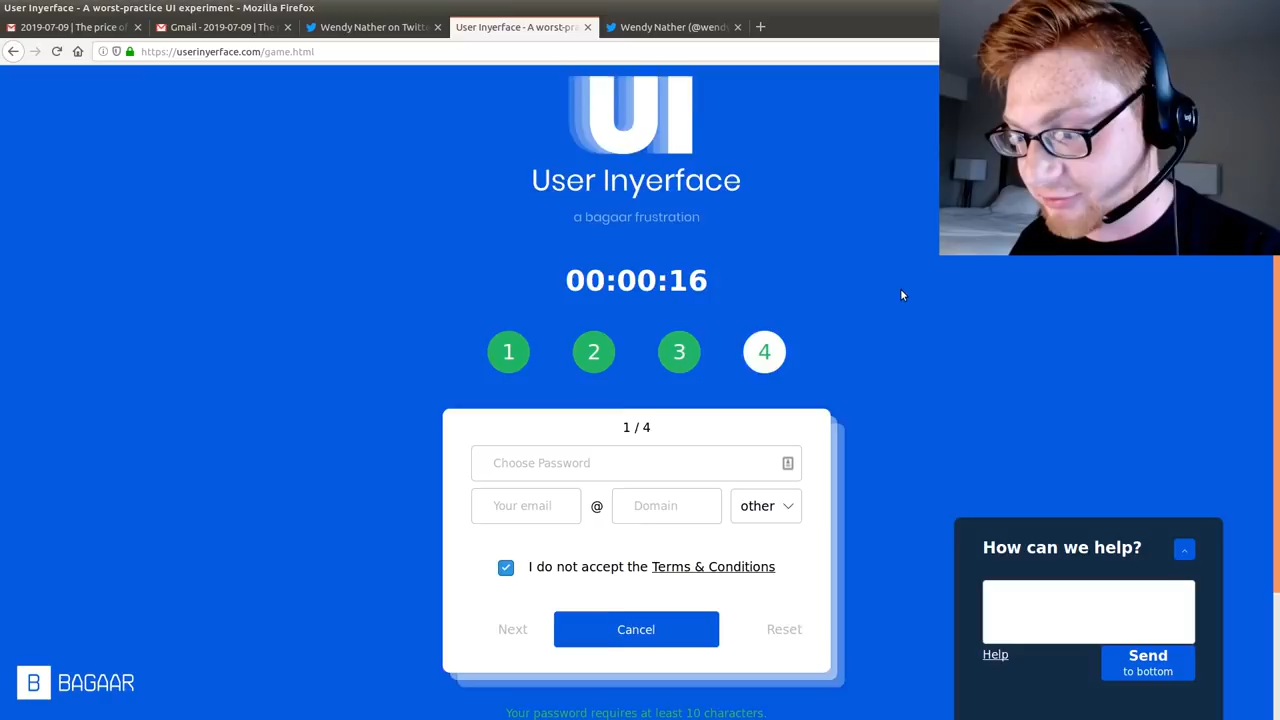 User Inyerface - A worst-practice UI experiment - Mozilla Firefox
2019-07-09 | The price of
Gmail - 2019-07-09 | The
Wendy Nather on Twitte
User Inyerface - A worst-pra
Wendy Nather (@wendy
https://userinyerface.com/game.html
UI
User Inyerface
a bagaar frustration
00:00:16
1 2 3 4
1 / 4
Choose Password
Your email @ Domain other
I do not accept the Terms & Conditions
Next Cancel Reset
Your password requires at least 10 characters.
B BAGAAR
How can we help?
Help
Send
to bottom